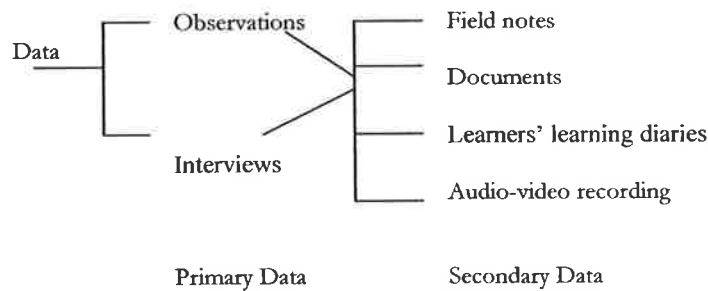 Data
Observations
Interviews
Field notes
Documents
Learners' learning diaries
Audio-video recording
Primary Data
Secondary Data